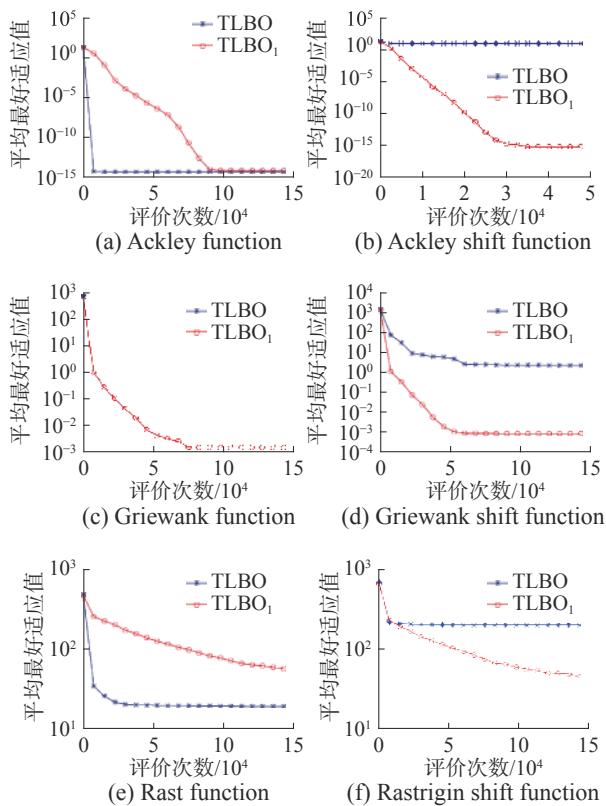 10^5
10^0
10^-5
10^-10
10^-15
平均最好适应值
TLBO
TLBO₁
0 5 10 15
评价次数/10^4
(a) Ackley function
10^5
10^0
10^-5
10^-10
10^-15
10^-20
平均最好适应值
TLBO
TLBO₁
0 1 2 3 4 5
评价次数/10^4
(b) Ackley shift function
10^3
10^2
10^1
10^0
10^-1
10^-2
10^-3
平均最好适应值
TLBO
TLBO₁
0 5 10 15
评价次数/10^4
(c) Griewank function
10^4
10^3
10^2
10^1
10^0
10^-1
10^-2
10^-3
10^-4
平均最好适应值
TLBO
TLBO₁
0 5 10 15
评价次数/10^4
(d) Griewank shift function
10^3
10^2
10^1
平均最好适应值
TLBO
TLBO₁
0 5 10 15
评价次数/10^4
(e) Rast function
10^3
10^2
10^1
平均最好适应值
TLBO
TLBO₁
0 5 10 15
评价次数/10^4
(f) Rastrigin shift function